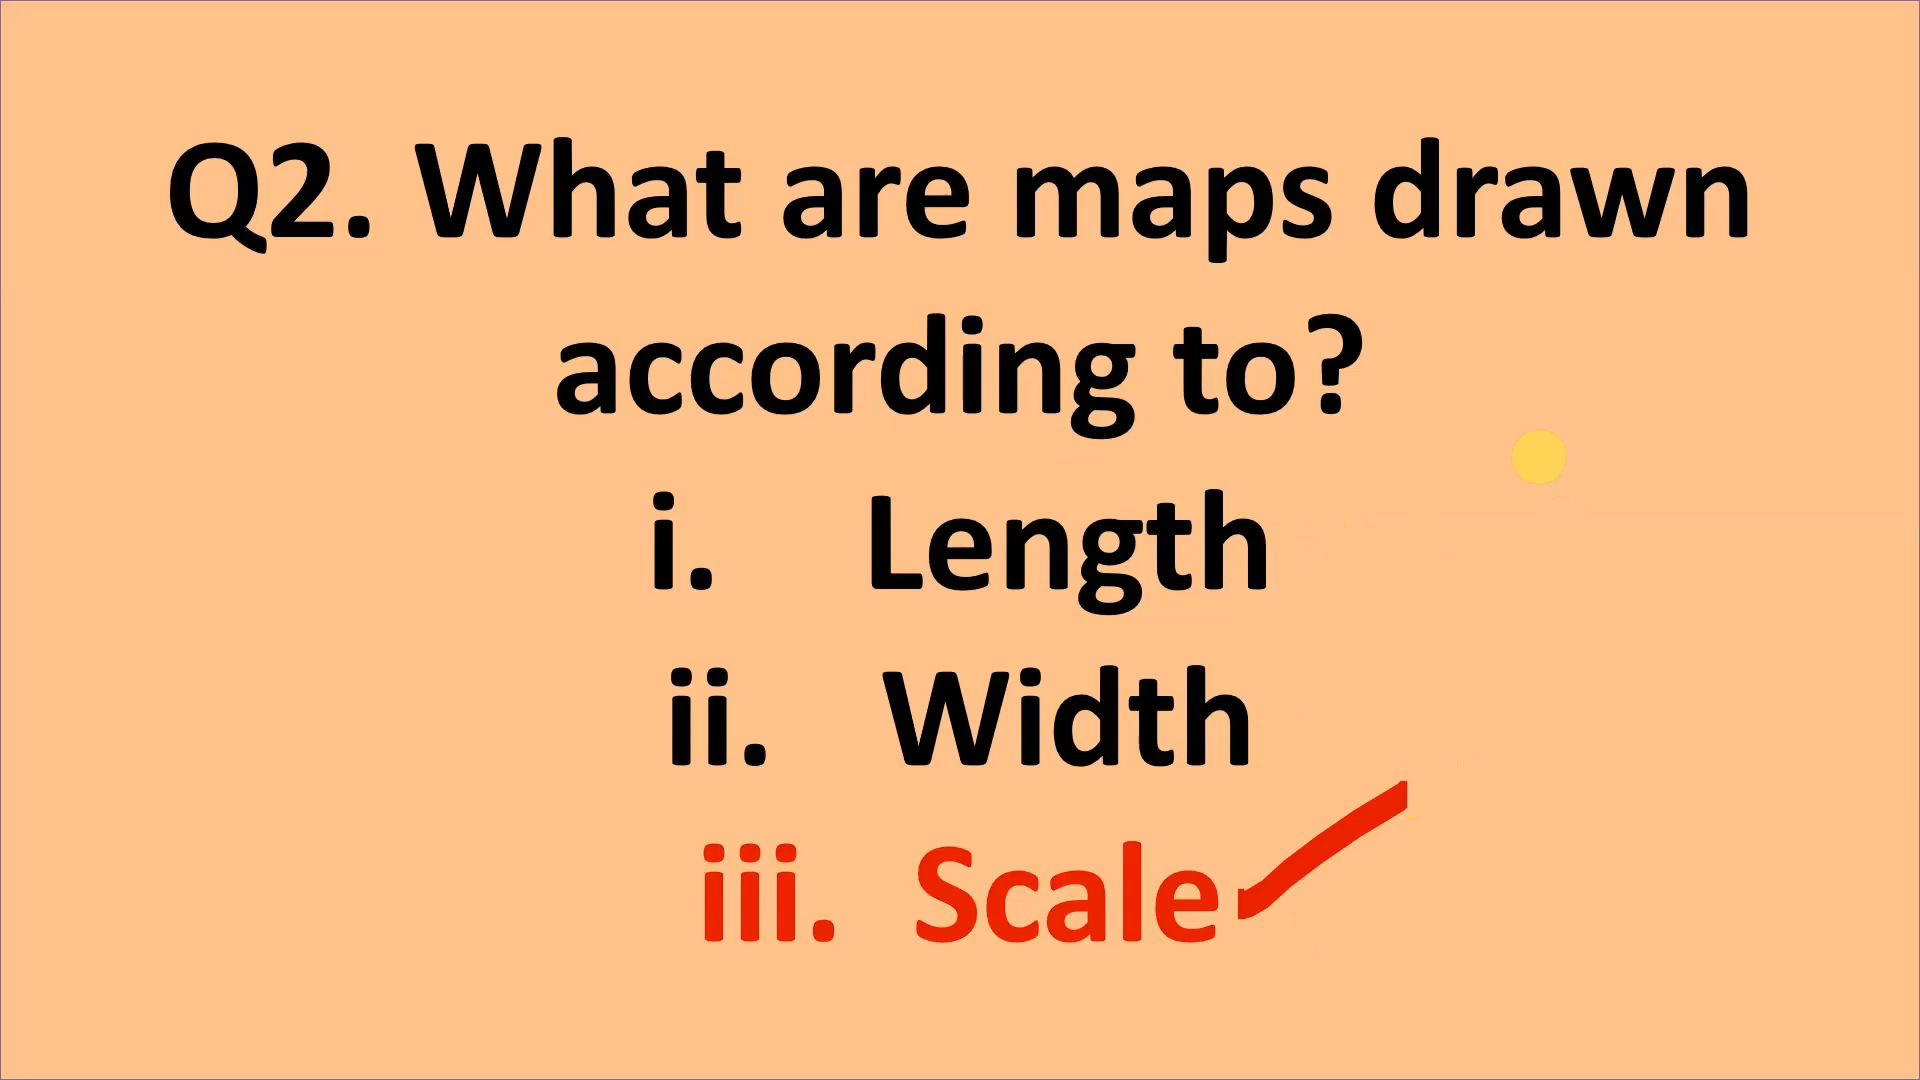 Q2. What are maps drawn
according to?
i. Length
ii. Width
iii. Scale